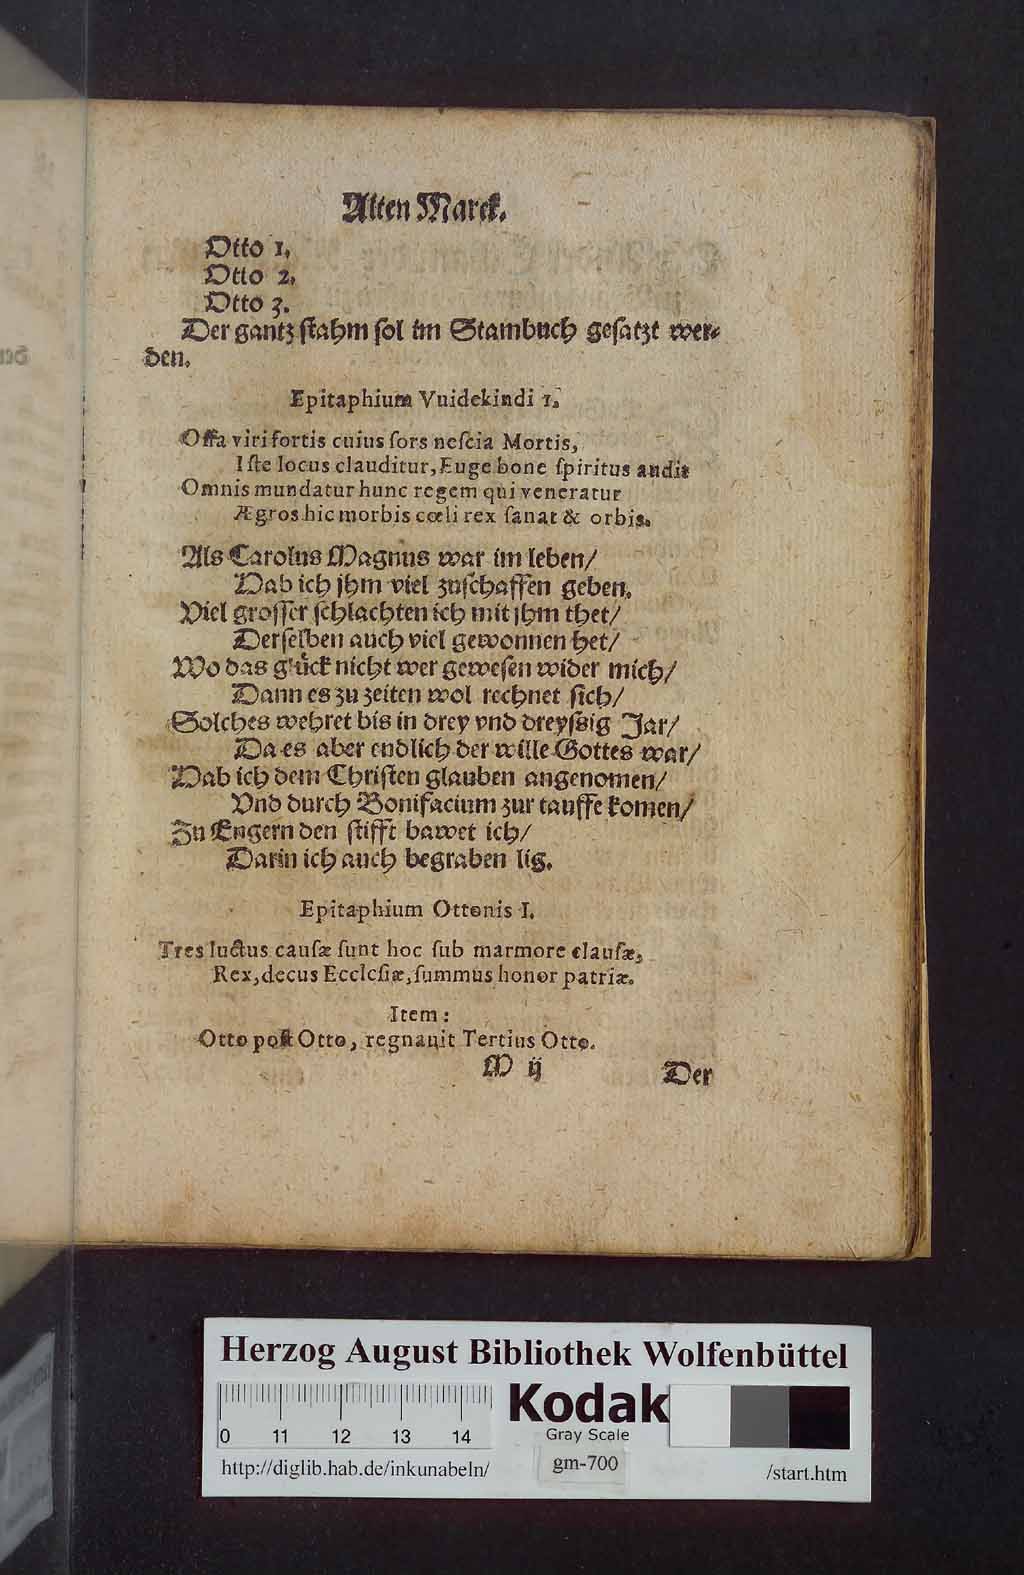 Alten Marck.
Otto 1.
Otto 2.
Otto 3.
Der gantz ſtahm ſol im Stambuch geſatzt wer⸗
den.
Epitaphium Vuidekindi 1.
Oſſa viri fortis cuius ſors neſcia Mortis,
Iſte locus clauditur, Euge bone ſpiritus audit
Omnis mundatur hunc regem qui veneratur
Ægros hic morbis cœli rex ſanat & orbis.
Als Carolus Magnus war im leben/
Hab ich jhm viel zuſchaffen geben.
Viel groſſer ſchlachten ich mit jhm thet/
Derſelben auch viel gewonnen het/
Wo das glück nicht wer geweſen wider mich/
Dann es zu zeiten wol rechnet ſich/
Solches wehret bis in drey vnd dreyſsig Jar/
Da es aber endlich der wille Gottes war/
Hab ich dem Chriſten glauben angenomen/
Vnd durch Bonifacium zur tauffe komen/
Zu Engern den ſtifft bawet ich/
Darin ich auch begraben lig.
Epitaphium Ottonis I.
Tres luctus cauſæ ſunt hoc ſub marmore clauſæ,
Rex, decus Eccleſiæ, ſummus honor patriæ.
Item:
Otto poſt Otto, regnauit Tertius Otto.
M ij Der
Herzog August Bibliothek Wolfenbüttel
Kodak
Gray Scale
0 11 12 13 14
http://diglib.hab.de/inkunabeln/ gm-700 /start.htm